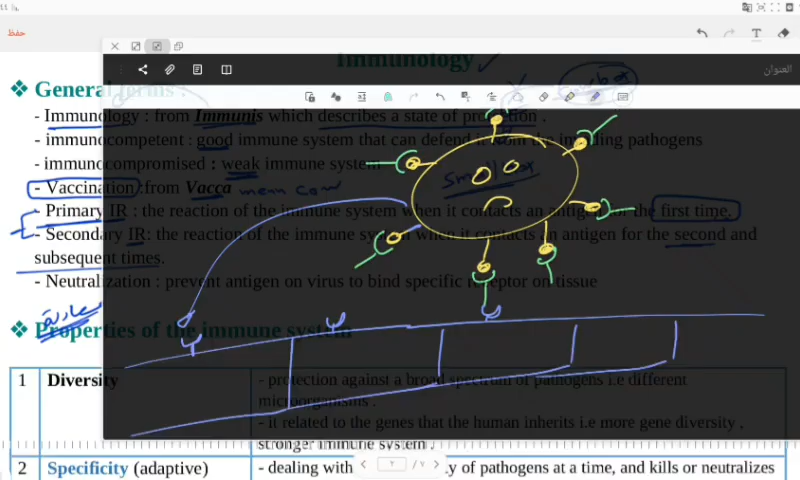 حفظ
Immunology
العنوان
❖ General terms :
- Immunology : from Immunis which describes a state of protection .
- immunocompetent : good immune system that can defend a from the invading pathogens
- immunocompromised : weak immune system
- Vaccination :from Vacca mean cow
- Primary IR : the reaction of the immune system when it contacts an antigen for the first time.
- Secondary IR: the reaction of the immune system when it contacts an antigen for the second and
subsequent times.
- Neutralization : prevent antigen on virus to bind specific receptor on tissue
❖ Properties of the immune system
1 Diversity - protection against a broad spectrum of pathogens i.e different
microorganisms .
- it related to the genes that the human inherits i.e more gene diversity .
stronger immune system .
2 Specificity (adaptive) - dealing with y of pathogens at a time, and kills or neutralizes
٢ / ٧